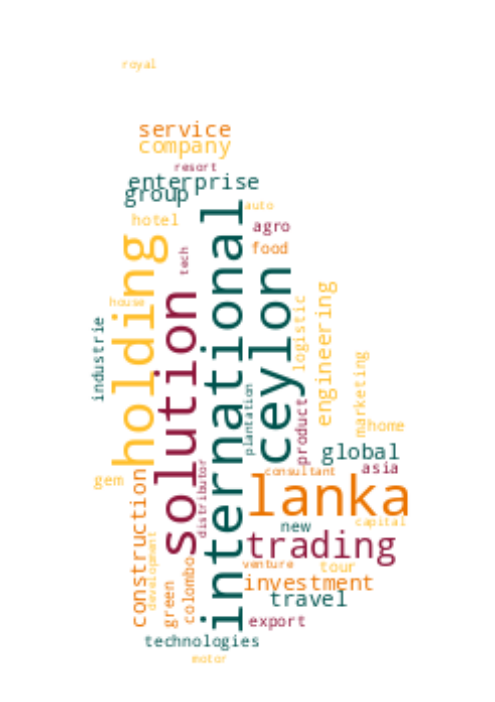 royal
service
company
resort
enterprise
group
auto
hotel
agro
tech
food
holding
international
ceylon
solution
house
logistic
engineering
industrie
marketing
plantation
product
home
global
asia
consultant
gem
distributor
construction
lanka
capital
new
development
trading
colombo
venture
tour
green
investment
travel
export
technologies
motor